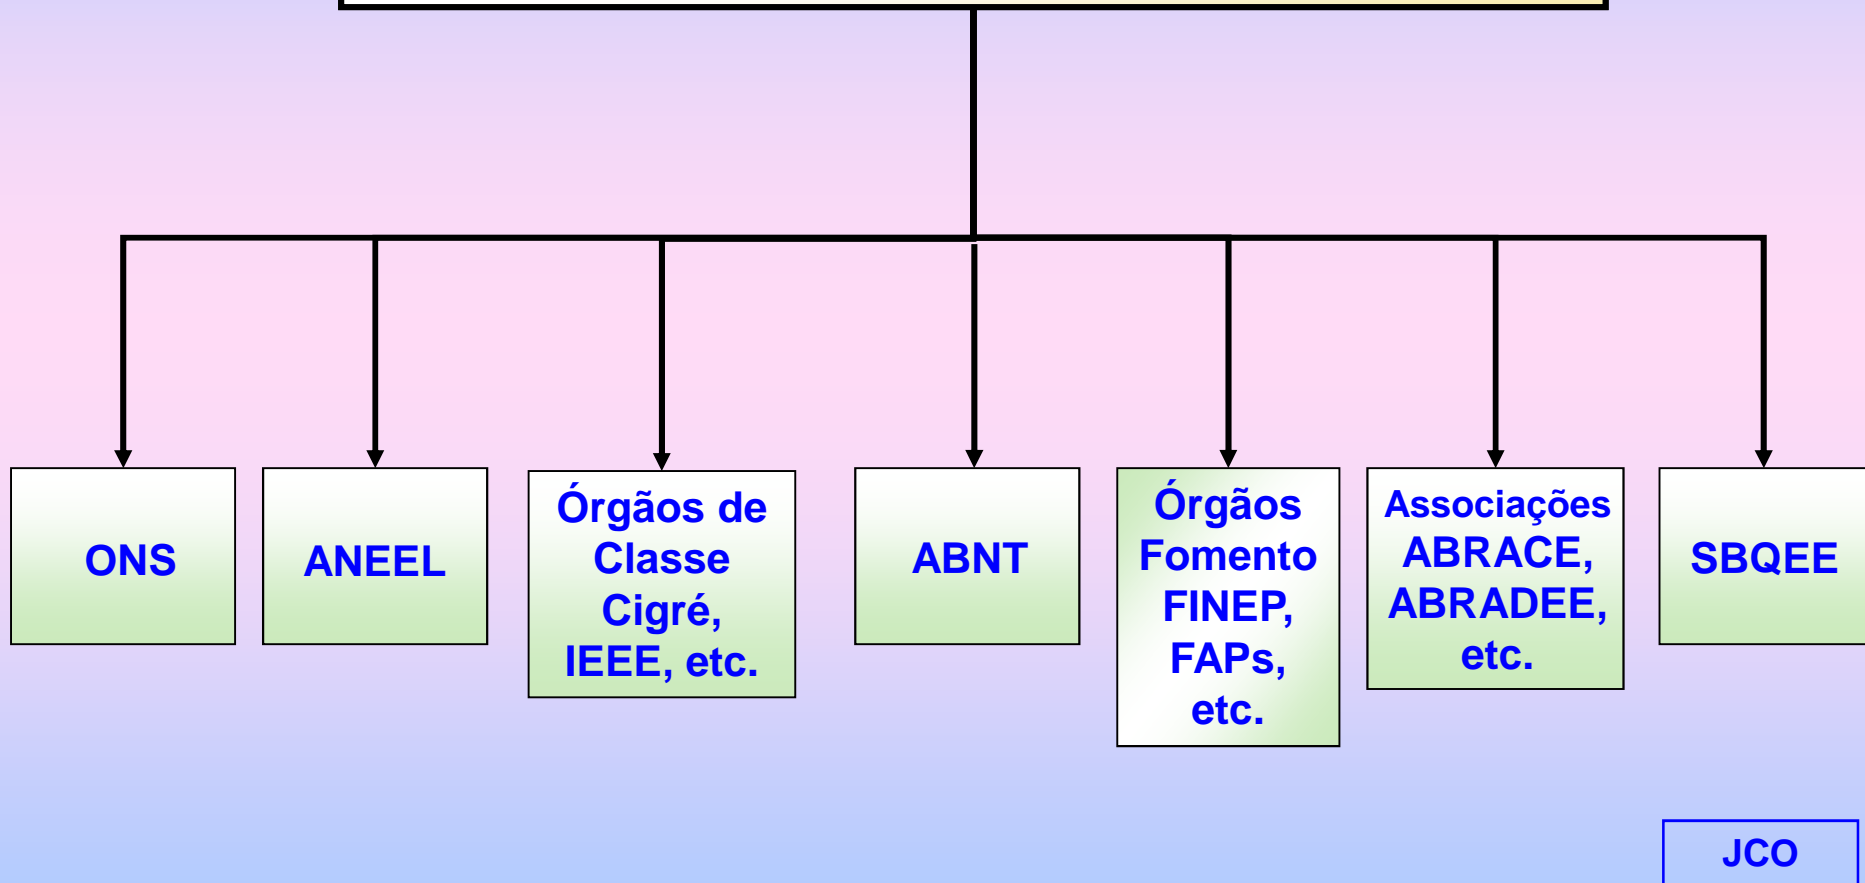 ONS
ANEEL
Órgãos de
Classe
Cigré,
IEEE, etc.
ABNT
Órgãos
Fomento
FINEP,
FAPs,
etc.
Associações
ABRACE,
ABRADEE,
etc.
SBQEE
JCO